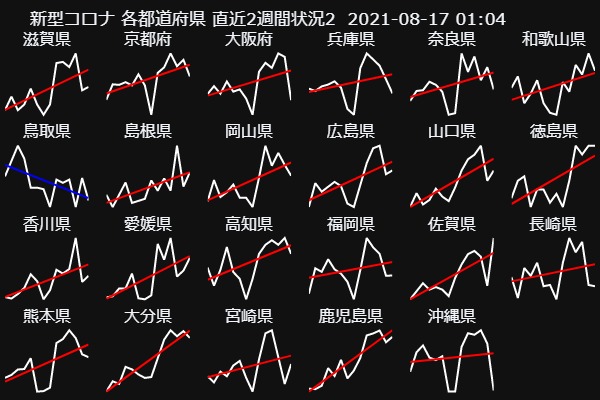 新型コロナ 各都道府県 直近2週間状況2 2021-08-17 01:04
滋賀県 京都府 大阪府 兵庫県 奈良県 和歌山県
鳥取県 島根県 岡山県 広島県 山口県 徳島県
香川県 愛媛県 高知県 福岡県 佐賀県 長崎県
熊本県 大分県 宮崎県 鹿児島県 沖縄県